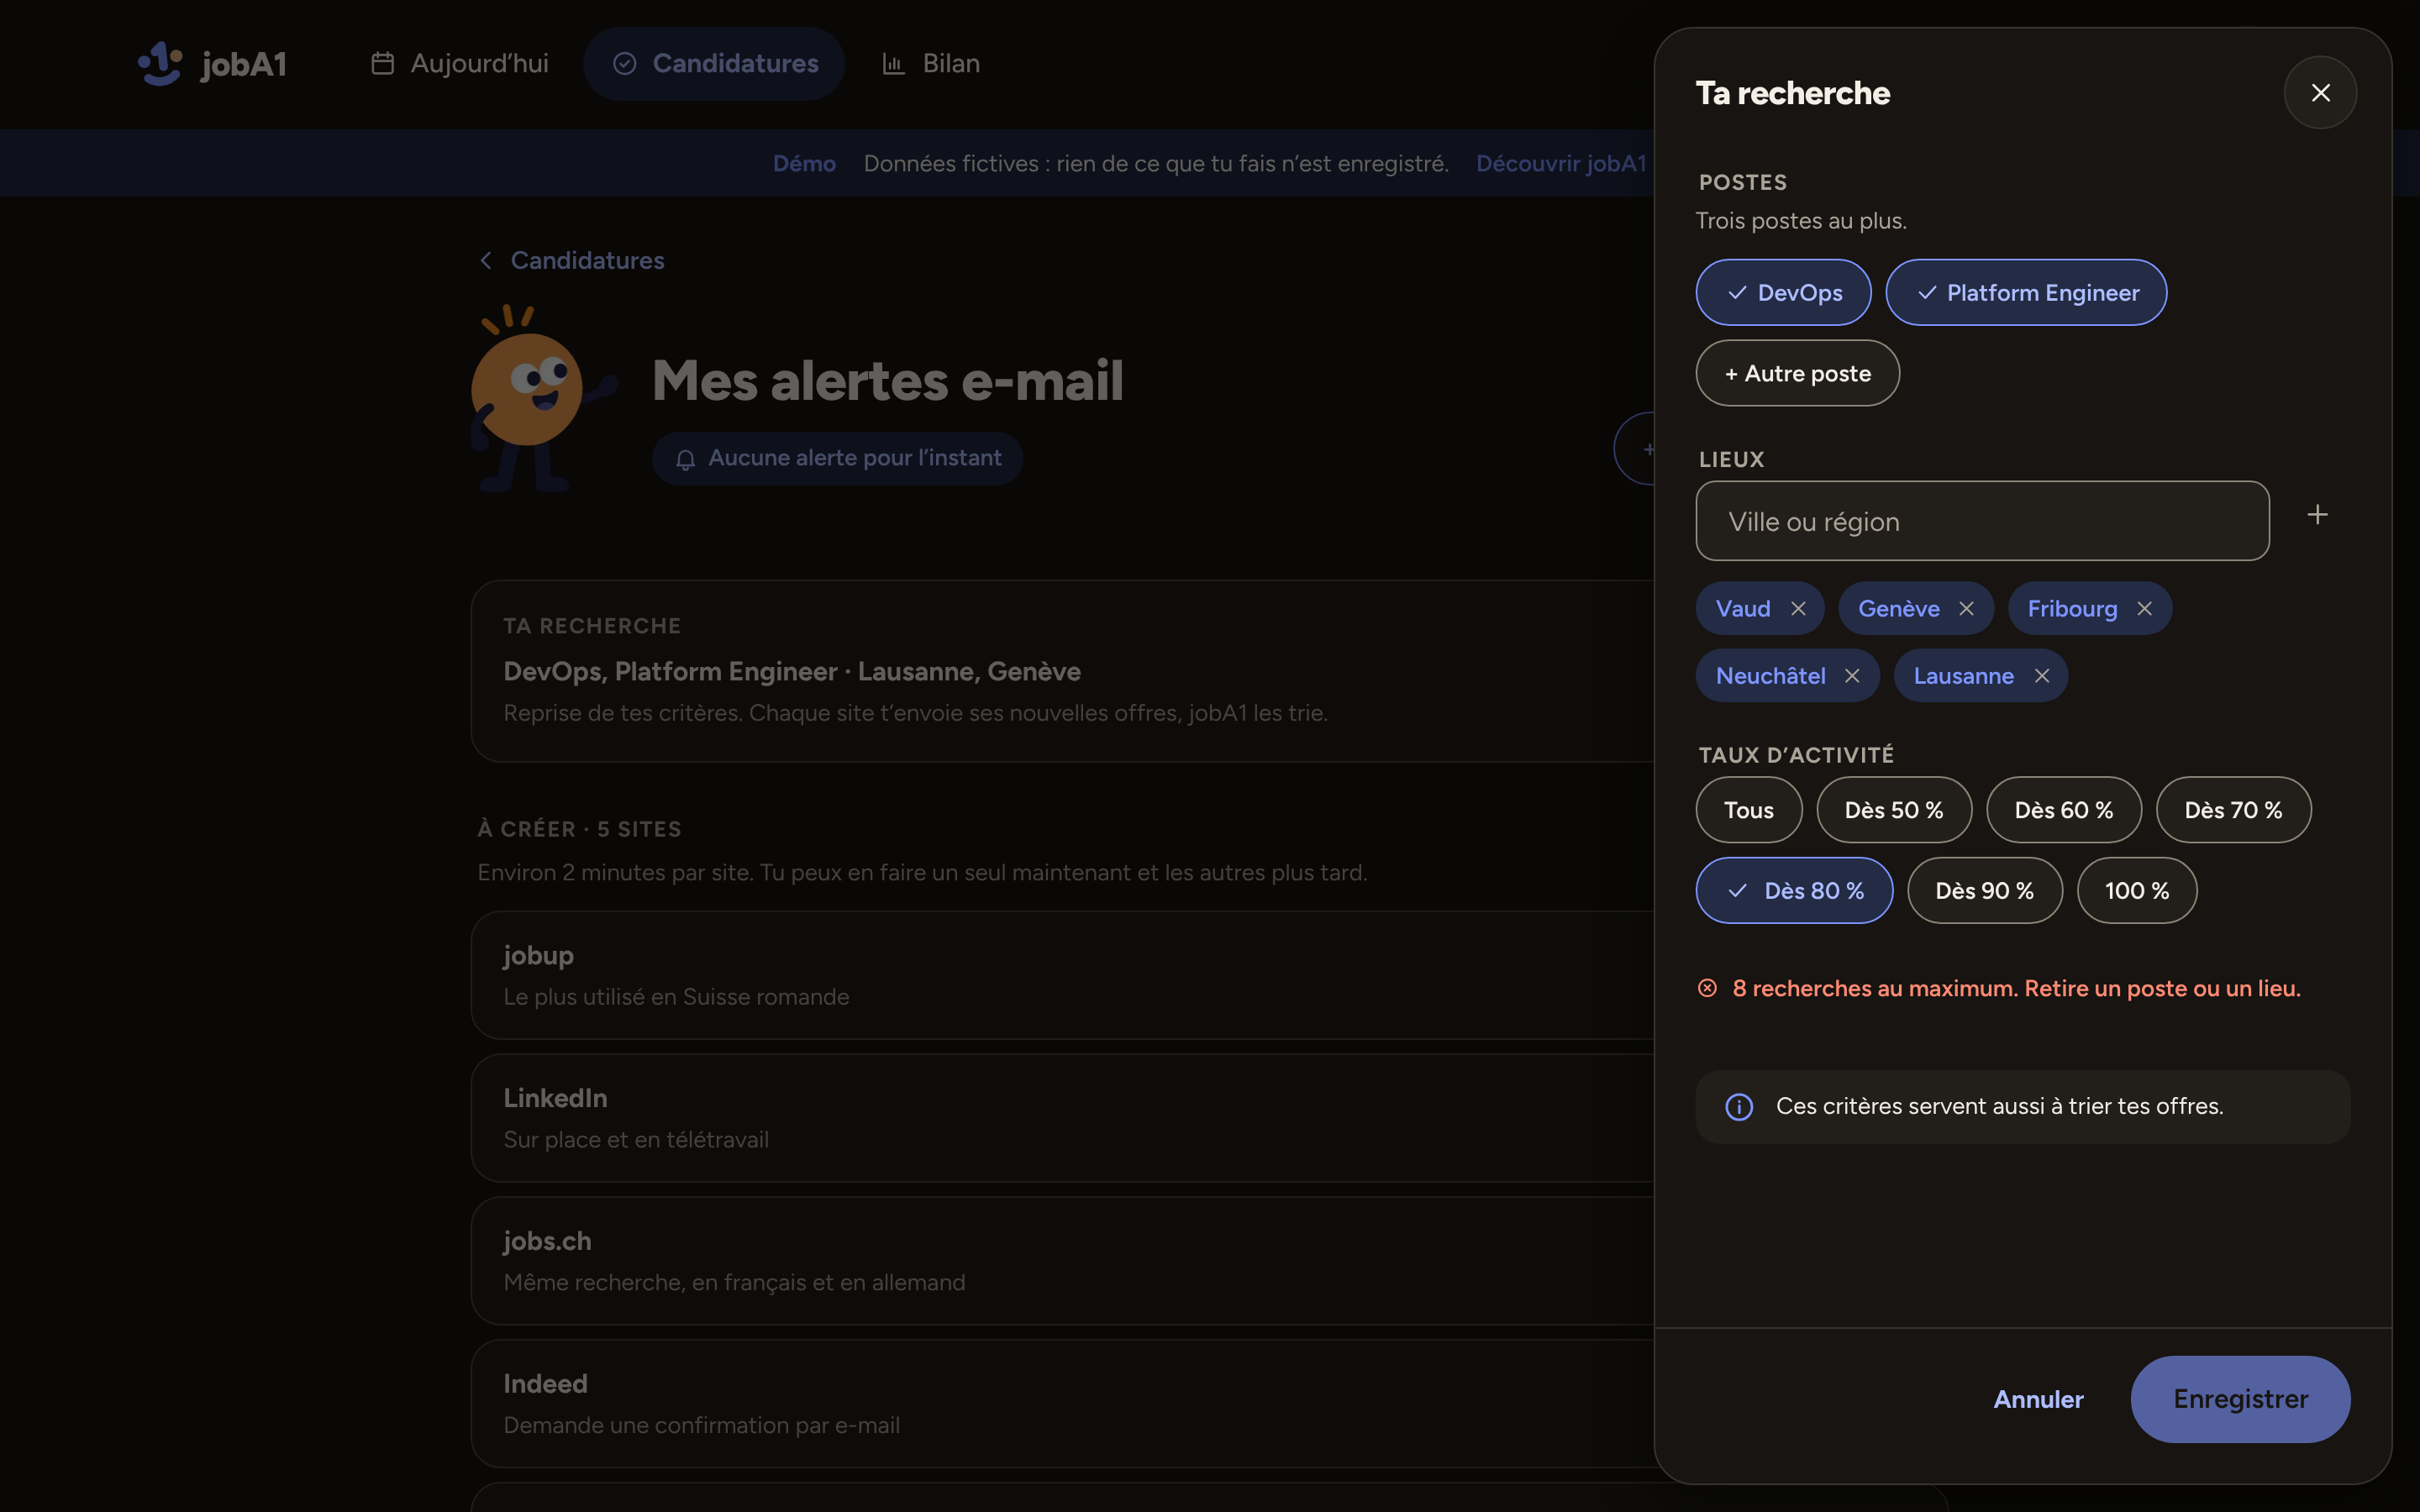 jobA1
Aujourd’hui
Candidatures
Bilan
Démo Données fictives : rien de ce que tu fais n’est enregistré. Découvrir jobA1
Candidatures
Mes alertes e-mail
Aucune alerte pour l’instant
+
TA RECHERCHE
DevOps, Platform Engineer · Lausanne, Genève
Reprise de tes critères. Chaque site t’envoie ses nouvelles offres, jobA1 les trie.
À CRÉER · 5 SITES
Environ 2 minutes par site. Tu peux en faire un seul maintenant et les autres plus tard.
jobup
Le plus utilisé en Suisse romande
LinkedIn
Sur place et en télétravail
jobs.ch
Même recherche, en français et en allemand
Indeed
Demande une confirmation par e-mail
Ta recherche
POSTES
Trois postes au plus.
DevOps
Platform Engineer
+ Autre poste
LIEUX
Ville ou région
Vaud
Genève
Fribourg
Neuchâtel
Lausanne
TAUX D’ACTIVITÉ
Tous
Dès 50 %
Dès 60 %
Dès 70 %
Dès 80 %
Dès 90 %
100 %
8 recherches au maximum. Retire un poste ou un lieu.
Ces critères servent aussi à trier tes offres.
Annuler
Enregistrer